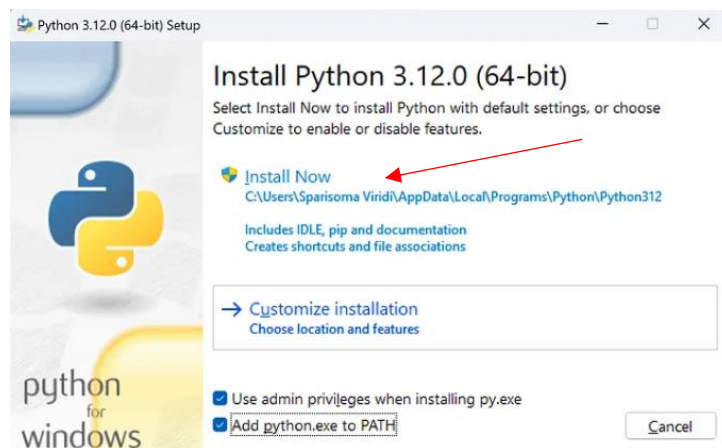 Python 3.12.0 (64-bit) Setup
Install Python 3.12.0 (64-bit)
Select Install Now to install Python with default settings, or choose
Customize to enable or disable features.
Install Now
C:\Users\Sparisoma Viridi\AppData\Local\Programs\Python\Python312
Includes IDLE, pip and documentation
Creates shortcuts and file associations
→ Customize installation
Choose location and features
python
for
windows
Use admin privileges when installing py.exe
Add python.exe to PATH
Cancel